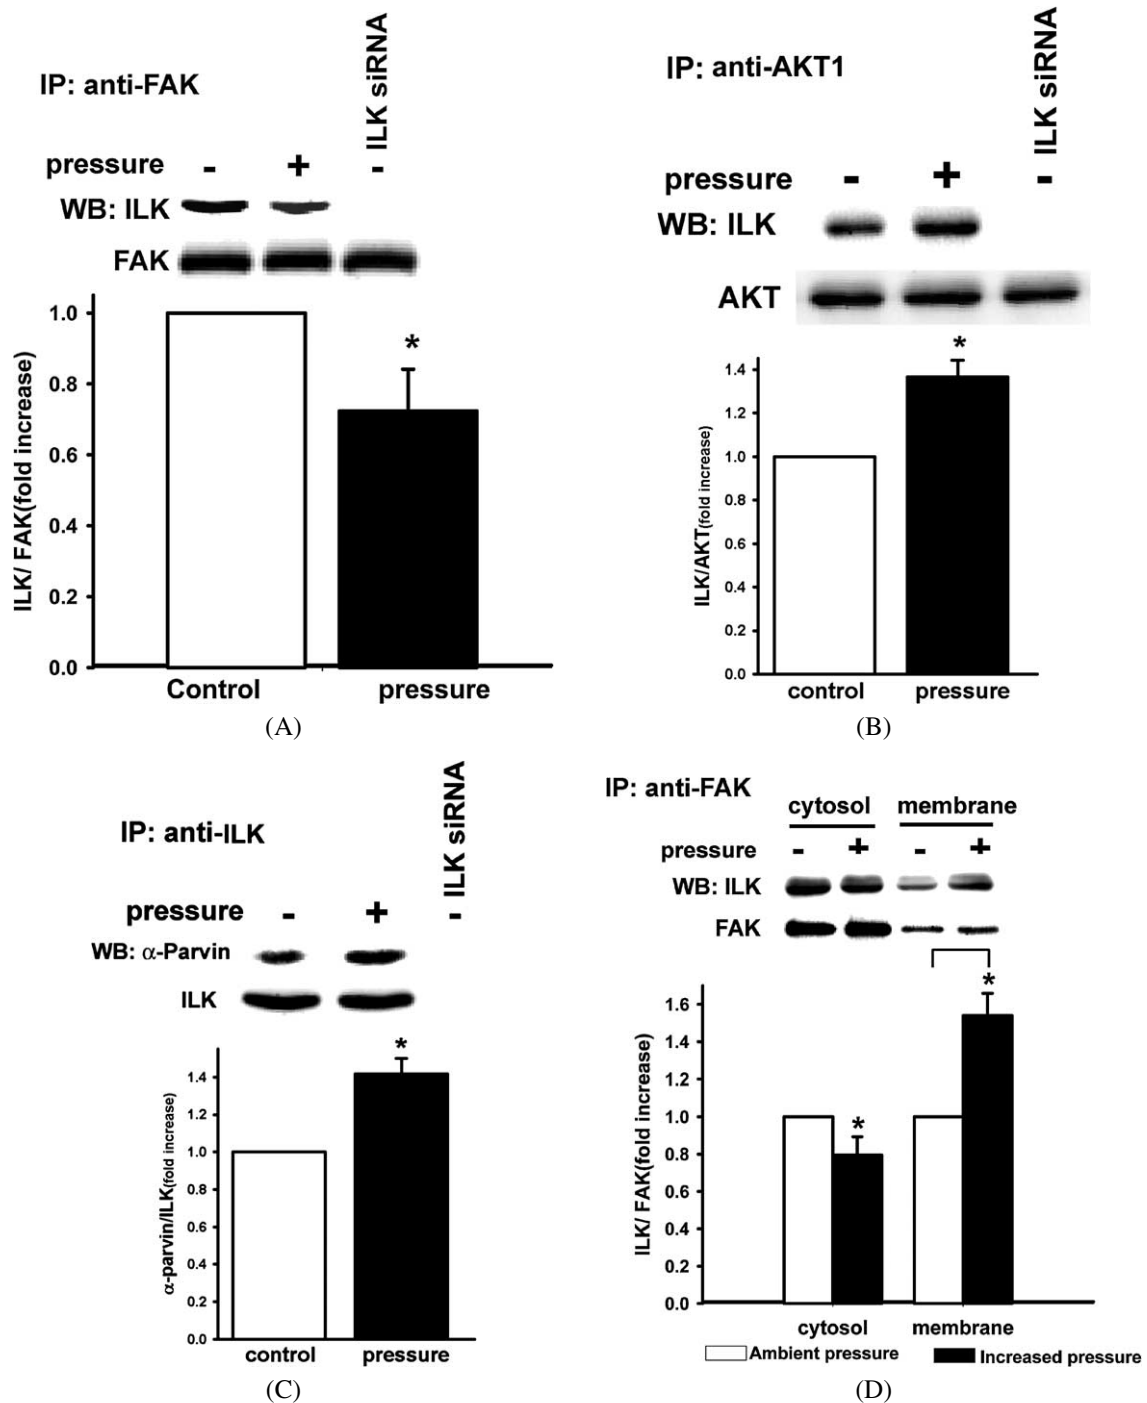 IP: anti-FAK
ILK siRNA
pressure - + -
WB: ILK
FAK
1.0
0.8
0.6
0.4
0.2
0.0
ILK/ FAK(fold increase)
*
Control pressure
(A)
IP: anti-AKT1
ILK siRNA
pressure - + -
WB: ILK
AKT
1.4
1.2
1.0
0.8
0.6
0.4
0.2
0.0
ILK/AKT(fold increase)
*
control pressure
(B)
IP: anti-ILK
ILK siRNA
pressure - + -
WB: α-Parvin
ILK
1.4
1.2
1.0
0.8
0.6
0.4
0.2
0.0
α-parvin/ILK(fold increase)
*
control pressure
(C)
IP: anti-FAK
cytosol membrane
pressure - + - +
WB: ILK
FAK
1.6
1.4
1.2
1.0
0.8
0.6
0.4
0.2
0.0
ILK/ FAK(fold increase)
*
*
cytosol membrane
Ambient pressure Increased pressure
(D)